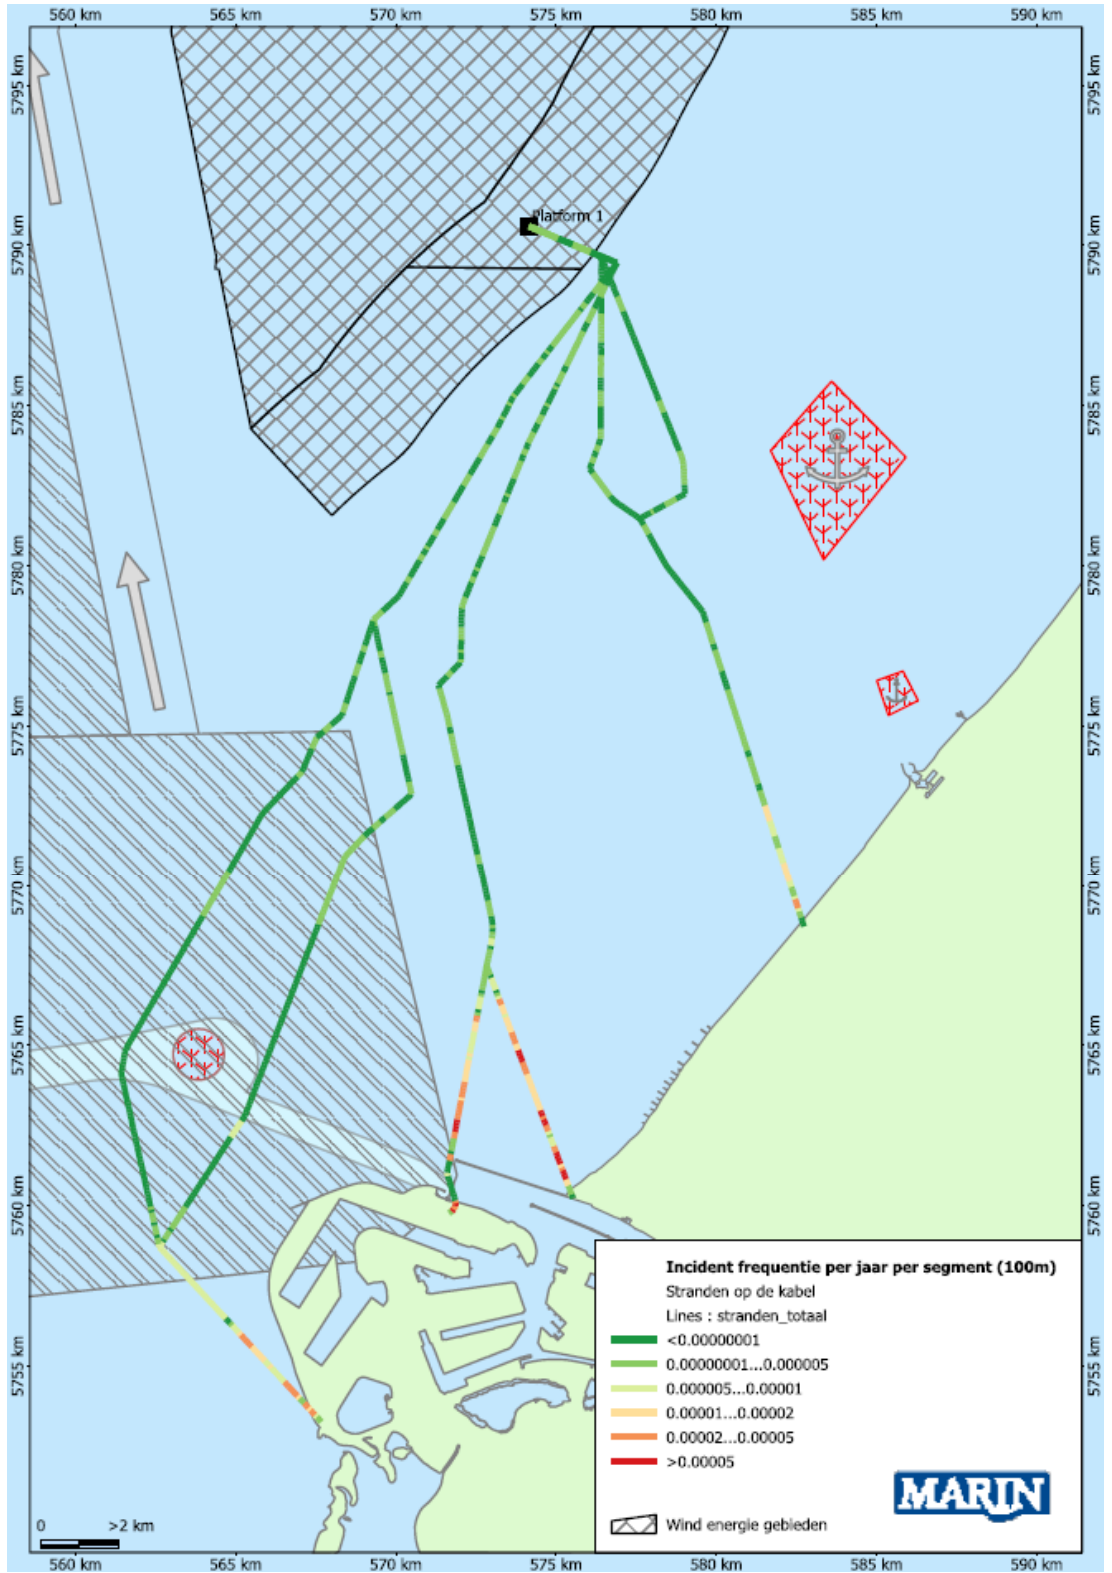 560 km 565 km 570 km 575 km 580 km 585 km 590 km
5795 km 5795 km
Platform 1
5790 km 5790 km
5785 km 5785 km
5780 km 5780 km
5775 km 5775 km
5770 km 5770 km
5765 km 5765 km
5760 km 5760 km
5755 km 5755 km
Incident frequentie per jaar per segment (100m)
Stranden op de kabel
Lines : stranden_totaal
<0.00000001
0.00000001...0.000005
0.000005...0.00001
0.00001...0.00002
0.00002...0.00005
>0.00005
MARIN
Wind energie gebieden
0 >2 km
560 km 565 km 570 km 575 km 580 km 585 km 590 km